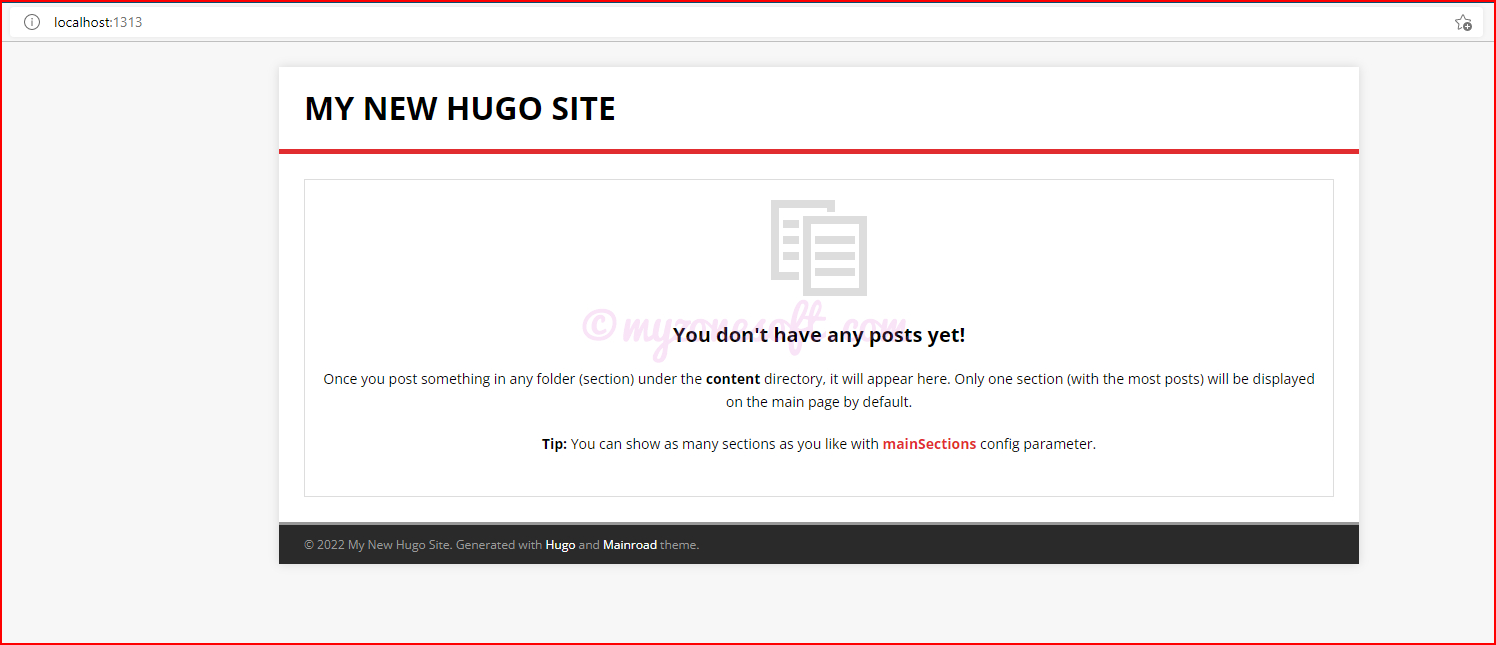 localhost:1313
MY NEW HUGO SITE
© myzonesoft.com
You don't have any posts yet!
Once you post something in any folder (section) under the content directory, it will appear here. Only one section (with the most posts) will be displayed
on the main page by default.
Tip: You can show as many sections as you like with mainSections config parameter.
© 2022 My New Hugo Site. Generated with Hugo and Mainroad theme.